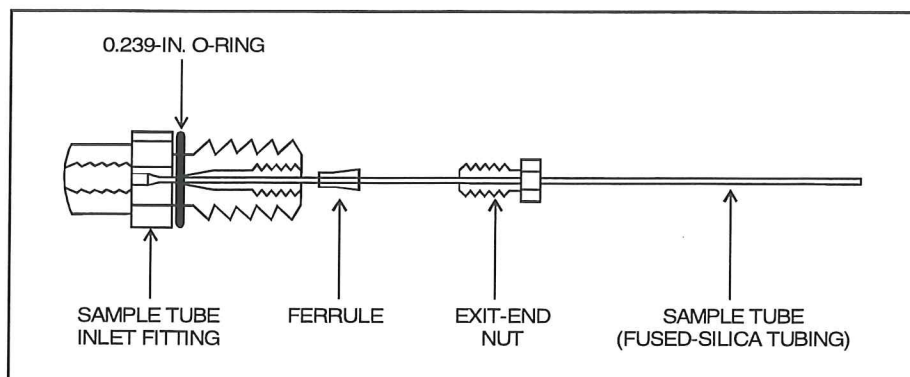 0.239-IN. O-RING
SAMPLE TUBE
INLET FITTING
FERRULE
EXIT-END
NUT
SAMPLE TUBE
(FUSED-SILICA TUBING)